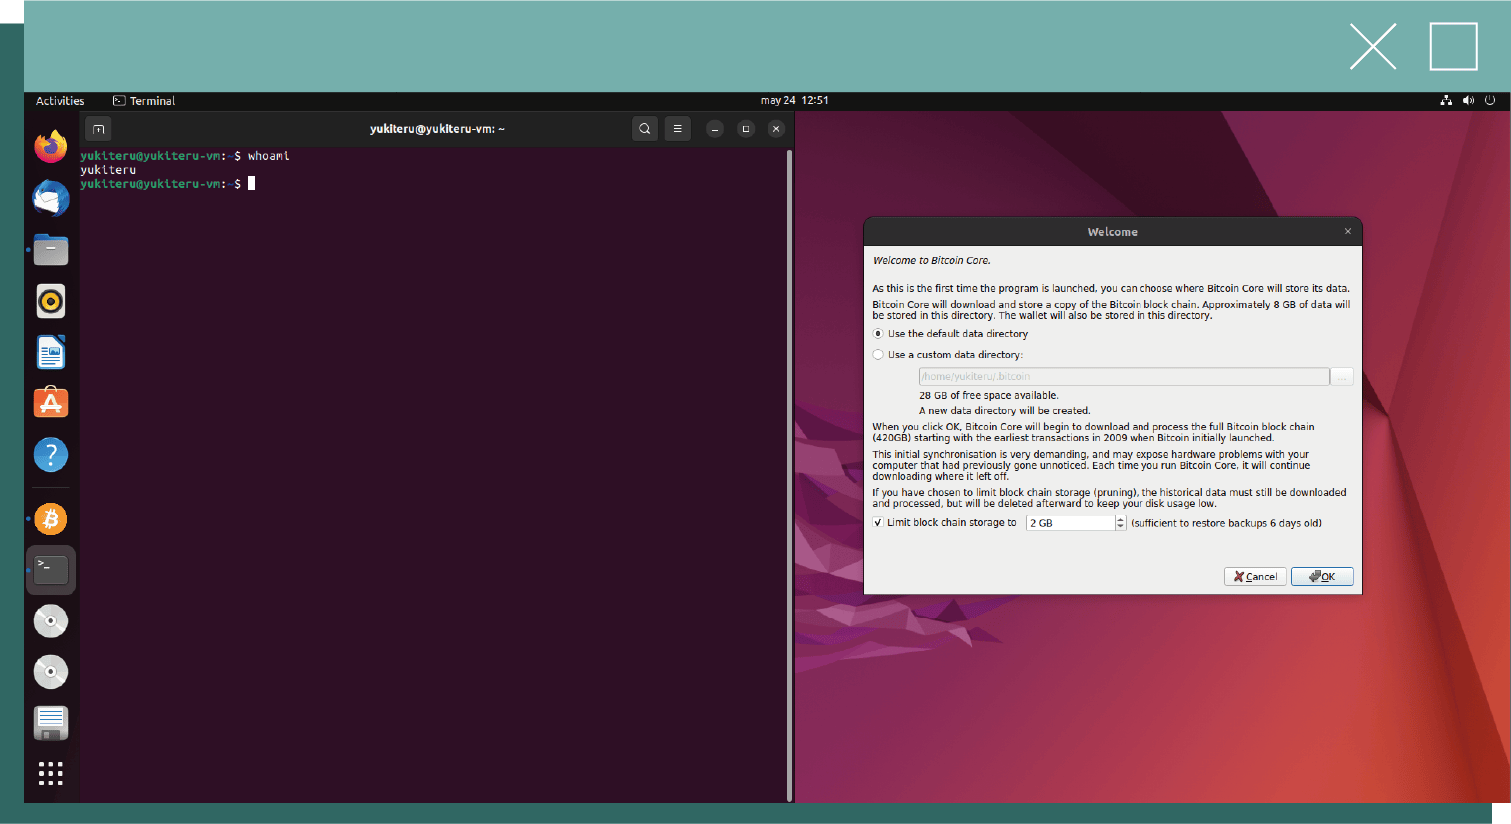 Activities
Terminal
may 24 12:51
yukiteru@yukiteru-vm: ~
yukiteru@yukiteru-vm:~$ whoami
yukiteru
yukiteru@yukiteru-vm:~$
Welcome
Welcome to Bitcoin Core.
As this is the first time the program is launched, you can choose where Bitcoin Core will store its data.
Bitcoin Core will download and store a copy of the Bitcoin block chain. Approximately 8 GB of data will
be stored in this directory. The wallet will also be stored in this directory.
Use the default data directory
Use a custom data directory:
/home/yukiteru/.bitcoin
...
28 GB of free space available.
A new data directory will be created.
When you click OK, Bitcoin Core will begin to download and process the full Bitcoin block chain
(420GB) starting with the earliest transactions in 2009 when Bitcoin initially launched.
This initial synchronisation is very demanding, and may expose hardware problems with your
computer that had previously gone unnoticed. Each time you run Bitcoin Core, it will continue
downloading where it left off.
If you have chosen to limit block chain storage (pruning), the historical data must still be downloaded
and processed, but will be deleted afterward to keep your disk usage low.
Limit block chain storage to 2 GB (sufficient to restore backups 6 days old)
Cancel
OK